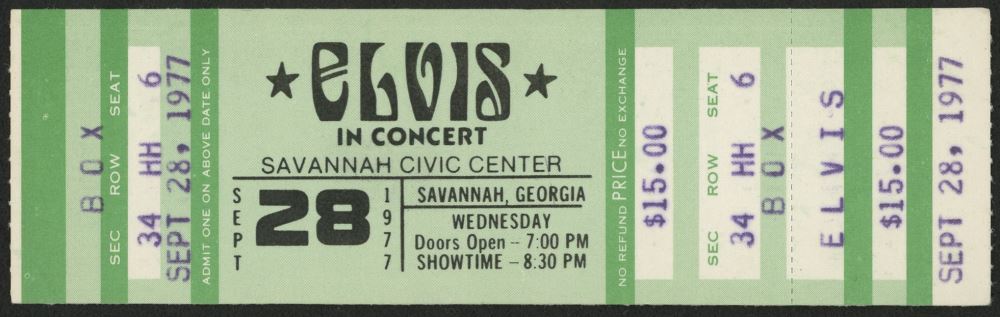 BOX
SEC ROW SEAT
34 HH 6
SEPT 28, 1977
ADMIT ONE ON ABOVE DATE ONLY
★ ELVIS ★
IN CONCERT
SAVANNAH CIVIC CENTER
SEPT
28
1977
SAVANNAH, GEORGIA
WEDNESDAY
Doors Open – 7:00 PM
SHOWTIME – 8:30 PM
NO REFUND PRICE NO EXCHANGE
$15.00
SEC ROW SEAT
34 HH 6
BOX
ELVIS
$15.00
SEPT 28, 1977